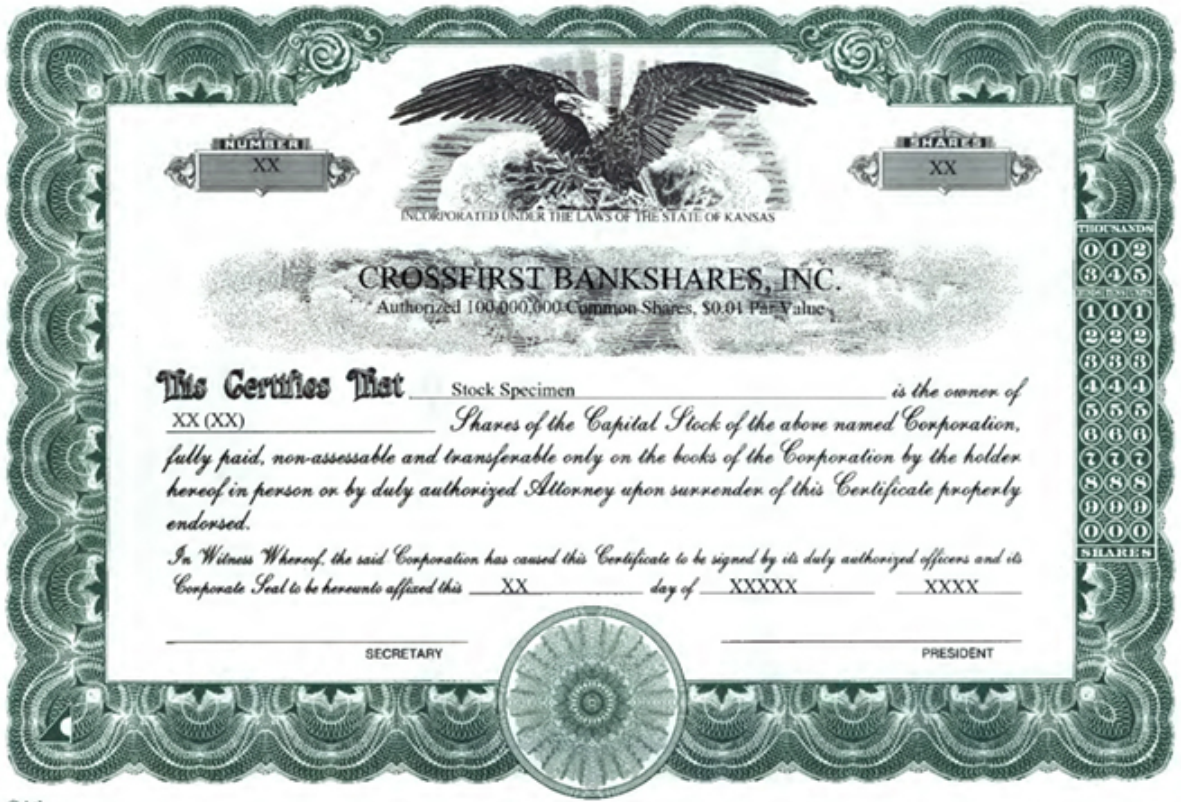 NUMBER
XX
SHARES
XX
INCORPORATED UNDER THE LAWS OF THE STATE OF KANSAS
CROSSFIRST BANKSHARES, INC.
Authorized 100,000,000 Common Shares, $0.01 Par Value
This Certifies That Stock Specimen is the owner of
XX (XX) Shares of the Capital Stock of the above named Corporation,
fully paid, non-assessable and transferable only on the books of the Corporation by the holder
hereof in person or by duly authorized Attorney upon surrender of this Certificate properly
endorsed.
In Witness Whereof, the said Corporation has caused this Certificate to be signed by its duly authorized officers and its
Corporate Seal to be hereunto affixed this XX day of XXXXX XXXX
SECRETARY
PRESIDENT
THOUSANDS
0 1 2
3 4 5
1 1 1
2 2 2
3 3 3
4 4 4
5 5 5
6 6 6
7 7 7
8 8 8
9 9 9
0 0 0
SHARES